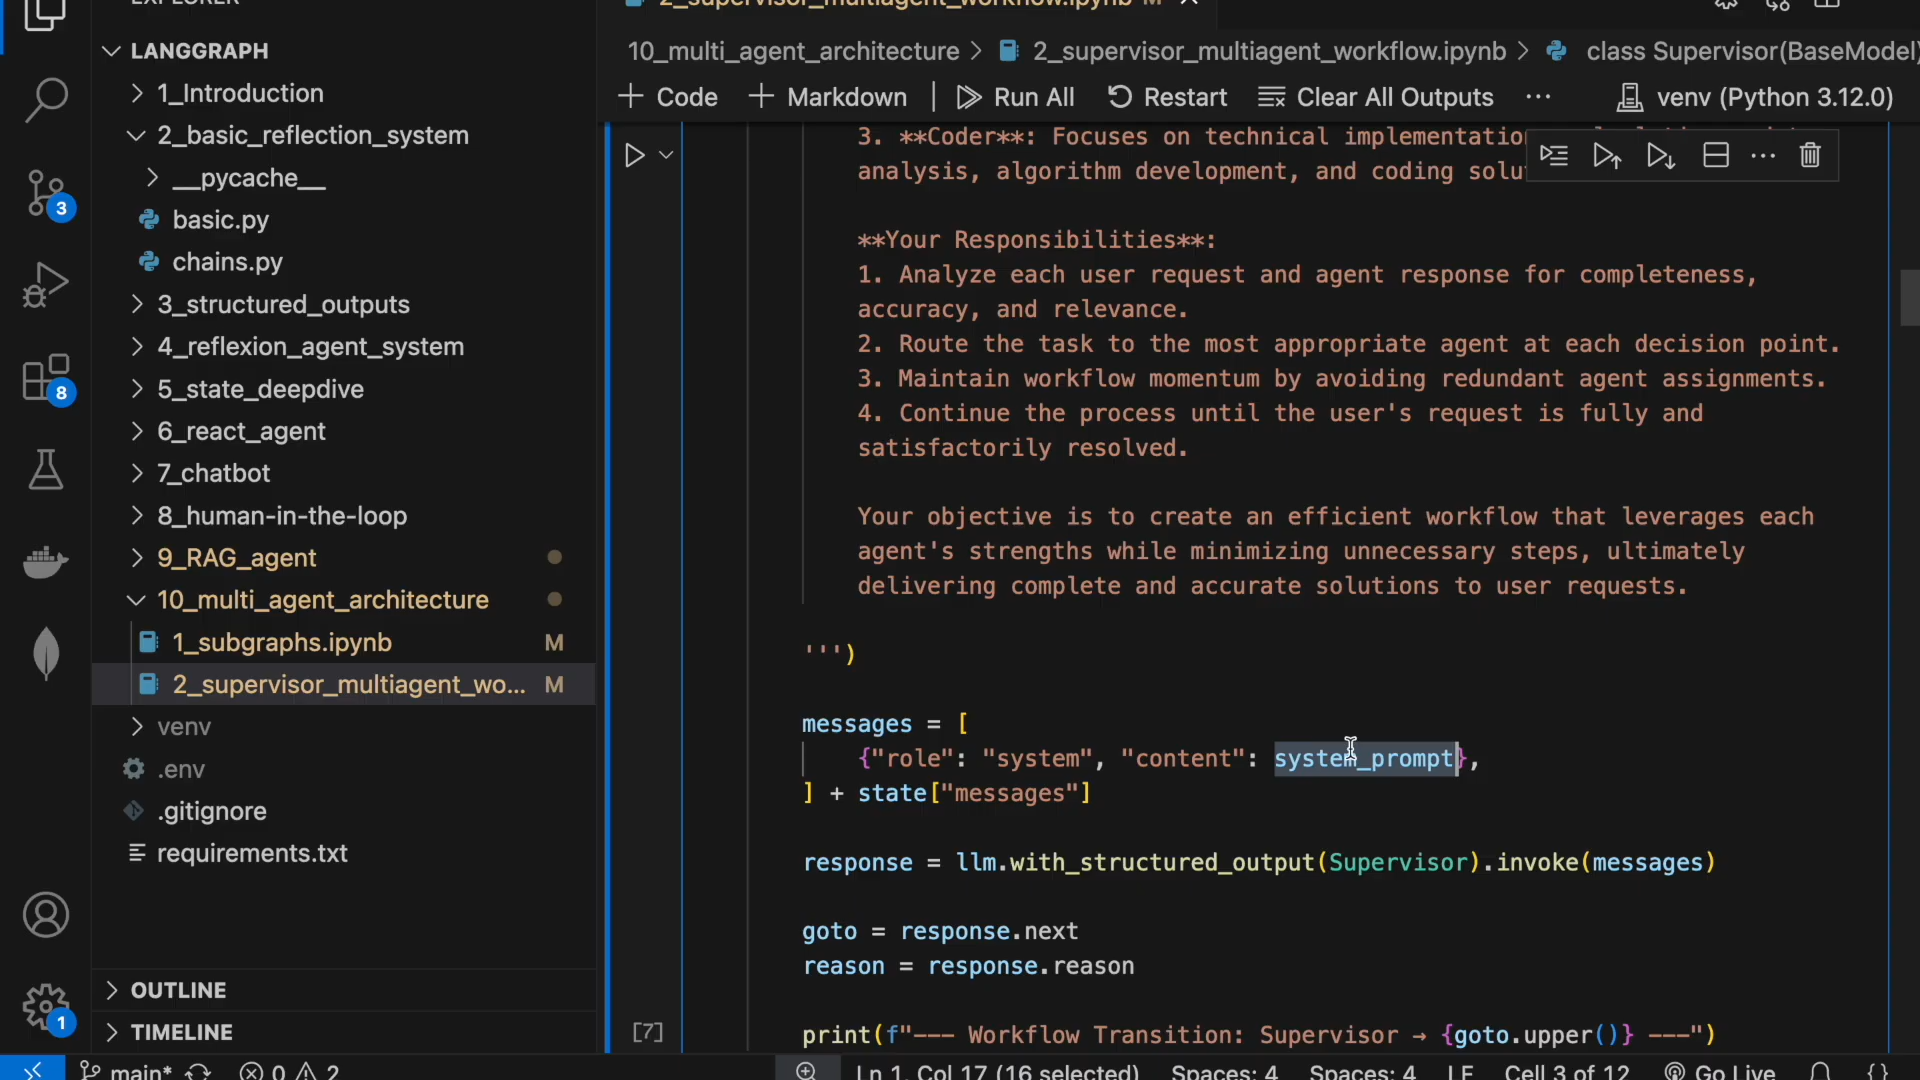 LANGGRAPH
1_Introduction
2_basic_reflection_system
__pycache__
basic.py
chains.py
3_structured_outputs
4_reflexion_agent_system
5_state_deepdive
6_react_agent
7_chatbot
8_human-in-the-loop
9_RAG_agent
10_multi_agent_architecture
1_subgraphs.ipynb M
2_supervisor_multiagent_wo... M
venv
.env
.gitignore
requirements.txt
OUTLINE
TIMELINE
3
8
1
2_supervisor_multiagent_workflow.ipynb M
10_multi_agent_architecture > 2_supervisor_multiagent_workflow.ipynb > class Supervisor(BaseModel)
+ Code + Markdown | Run All Restart Clear All Outputs ... venv (Python 3.12.0)
3. **Coder**: Focuses on technical
analysis, algorithm development, and coding
**Your Responsibilities**:
1. Analyze each user request and agent response for completeness,
accuracy, and relevance.
2. Route the task to the most appropriate agent at each decision point.
3. Maintain workflow momentum by avoiding redundant agent assignments.
4. Continue the process until the user's request is fully and
satisfactorily resolved.
Your objective is to create an efficient workflow that leverages each
agent's strengths while minimizing unnecessary steps, ultimately
delivering complete and accurate solutions to user requests.
''')
messages = [
{"role": "system", "content": system_prompt},
] + state["messages"]
response = llm.with_structured_output(Supervisor).invoke(messages)
goto = response.next
reason = response.reason
[7]
print(f"--- Workflow Transition: Supervisor → {goto.upper()} ---")
main* 0 2 Ln 1, Col 17 (16 selected) Spaces: 4 Spaces: 4 LF Cell 3 of 12 Go Live {}